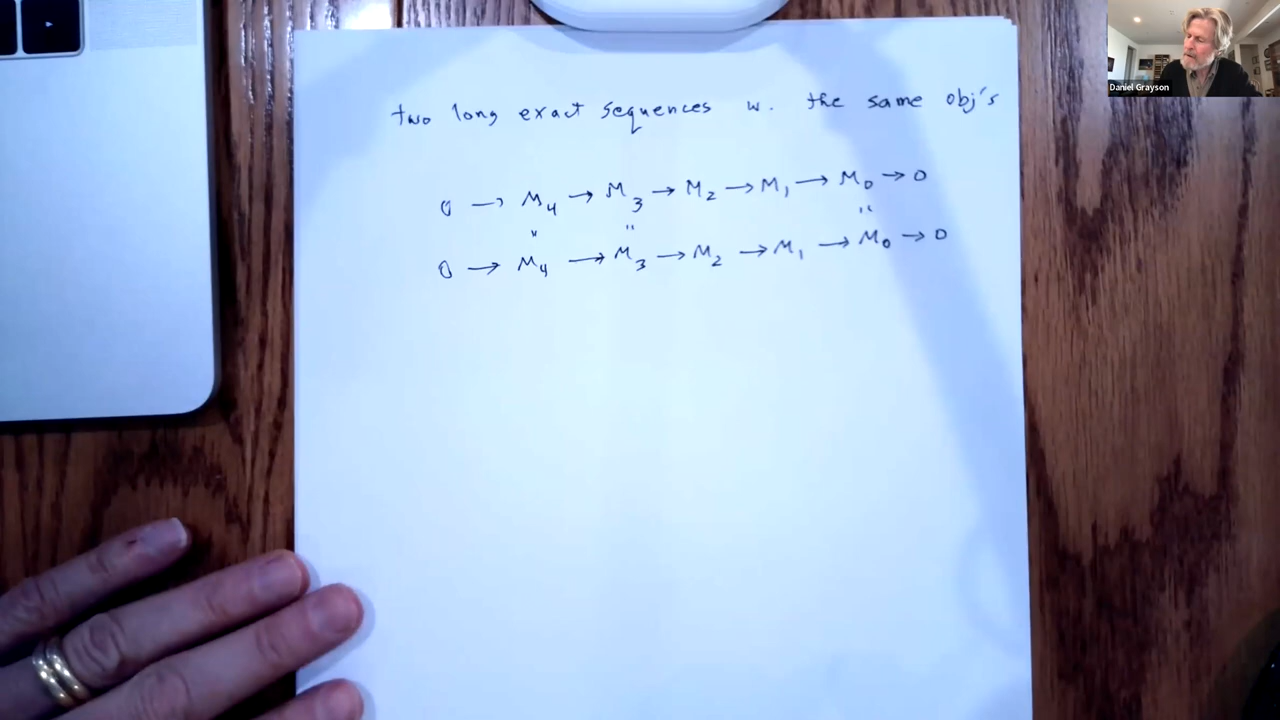 Daniel Grayson
two long exact sequences w. the same obj's
0 → M₄ → M₃ → M₂ → M₁ → M₀ → 0
" " "
0 → M₄ → M₃ → M₂ → M₁ → M₀ → 0